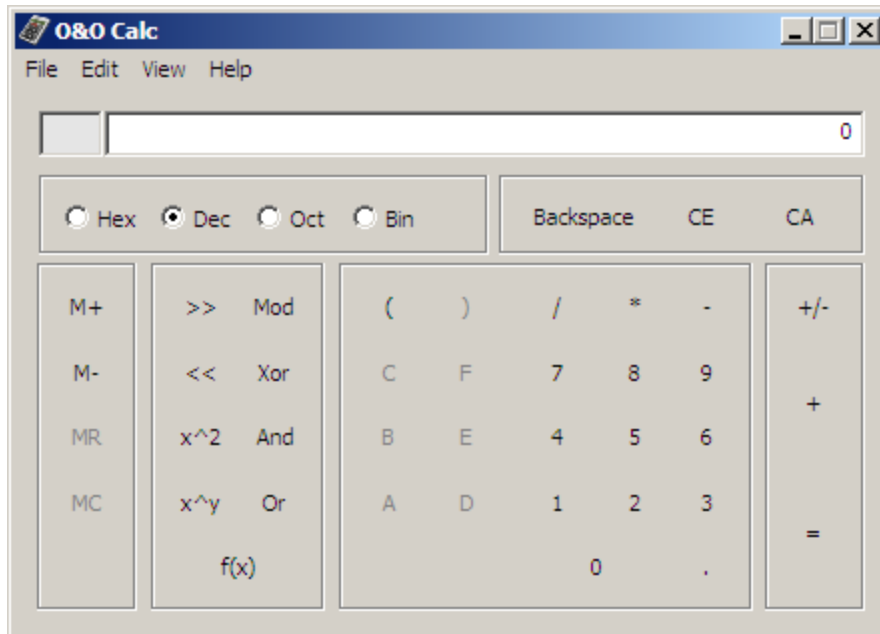 O&O Calc
File Edit View Help
0
Hex Dec Oct Bin Backspace CE CA
M+ >> Mod ( ) / * - +/-
M- << Xor C F 7 8 9
+
MR x^2 And B E 4 5 6
MC x^y Or A D 1 2 3
=
f(x) 0 .